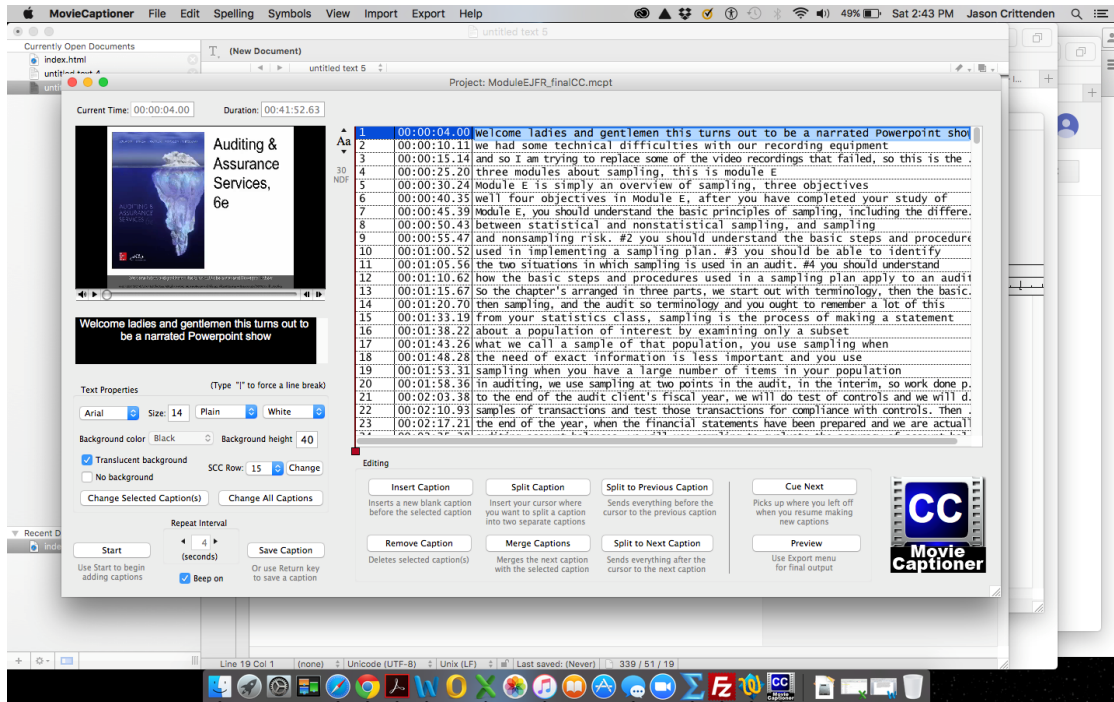 MovieCaptioner File Edit Spelling Symbols View Import Export Help 49% Sat 2:43 PM Jason Crittenden
untitled text 5
Currently Open Documents
index.html
(New Document)
untitled text 5
Project: ModuleEJFR_finalCC.mcpt
Current Time: 00:00:04.00 Duration: 00:41:52.63
Auditing &
Assurance
Services,
6e
AUDITING &
ASSURANCE
SERVICES
Welcome ladies and gentlemen this turns out to
be a narrated Powerpoint show
(Type "|" to force a line break)
Text Properties
Arial Size: 14 Plain White
Background color Black Background height 40
Translucent background
No background
SCC Row: 15 Change
Change Selected Caption(s) Change All Captions
Repeat Interval
4
(seconds)
Start
Save Caption
Use Start to begin
adding captions
Beep on
Or use Return key
to save a caption
Aa
30
NDF
1 00:00:04.00 Welcome ladies and gentlemen this turns out to be a narrated Powerpoint show
2 00:00:10.11 we had some technical difficulties with our recording equipment
3 00:00:15.14 and so I am trying to replace some of the video recordings that failed, so this is the .
4 00:00:25.20 three modules about sampling, this is module E
5 00:00:30.24 Module E is simply an overview of sampling, three objectives
6 00:00:40.35 well four objectives in Module E, after you have completed your study of
7 00:00:45.39 Module E, you should understand the basic principles of sampling, including the differe.
8 00:00:50.43 between statistical and nonstatistical sampling, and sampling
9 00:00:55.47 and nonsampling risk. #2 you should understand the basic steps and procedure
10 00:01:00.52 used in implementing a sampling plan. #3 you should be able to identify
11 00:01:05.56 the two situations in which sampling is used in an audit. #4 you should understand
12 00:01:10.62 how the basic steps and procedures used in a sampling plan apply to an audit
13 00:01:15.67 So the chapter's arranged in three parts, we start out with terminology, then the basic.
14 00:01:20.70 then sampling, and the audit so terminology and you ought to remember a lot of this
15 00:01:33.19 from your statistics class, sampling is the process of making a statement
16 00:01:38.22 about a population of interest by examining only a subset
17 00:01:43.26 what we call a sample of that population, you use sampling when
18 00:01:48.28 the need of exact information is less important and you use
19 00:01:53.31 sampling when you have a large number of items in your population
20 00:01:58.36 in auditing, we use sampling at two points in the audit, in the interim, so work done p.
21 00:02:03.38 to the end of the audit client's fiscal year, we will do test of controls and we will d.
22 00:02:10.93 samples of transactions and test those transactions for compliance with controls. Then .
23 00:02:17.21 the end of the year, when the financial statements have been prepared and we are actuall
Editing
Insert Caption Split Caption Split to Previous Caption Cue Next
Inserts a new blank caption
before the selected caption
Insert your cursor where
you want to split a caption
into two separate captions
Sends everything before the
cursor to the previous caption
Picks up where you left off
when you resume making
new captions
Remove Caption Merge Captions Split to Next Caption Preview
Deletes selected caption(s)
Merges the next caption
with the selected caption
Sends everything after the
cursor to the next caption
Use Export menu
for final output
CC
Movie
Captioner
Recent D
Line 19 Col 1 (none) Unicode (UTF-8) Unix (LF) Last saved: (Never) 339 / 51 / 19